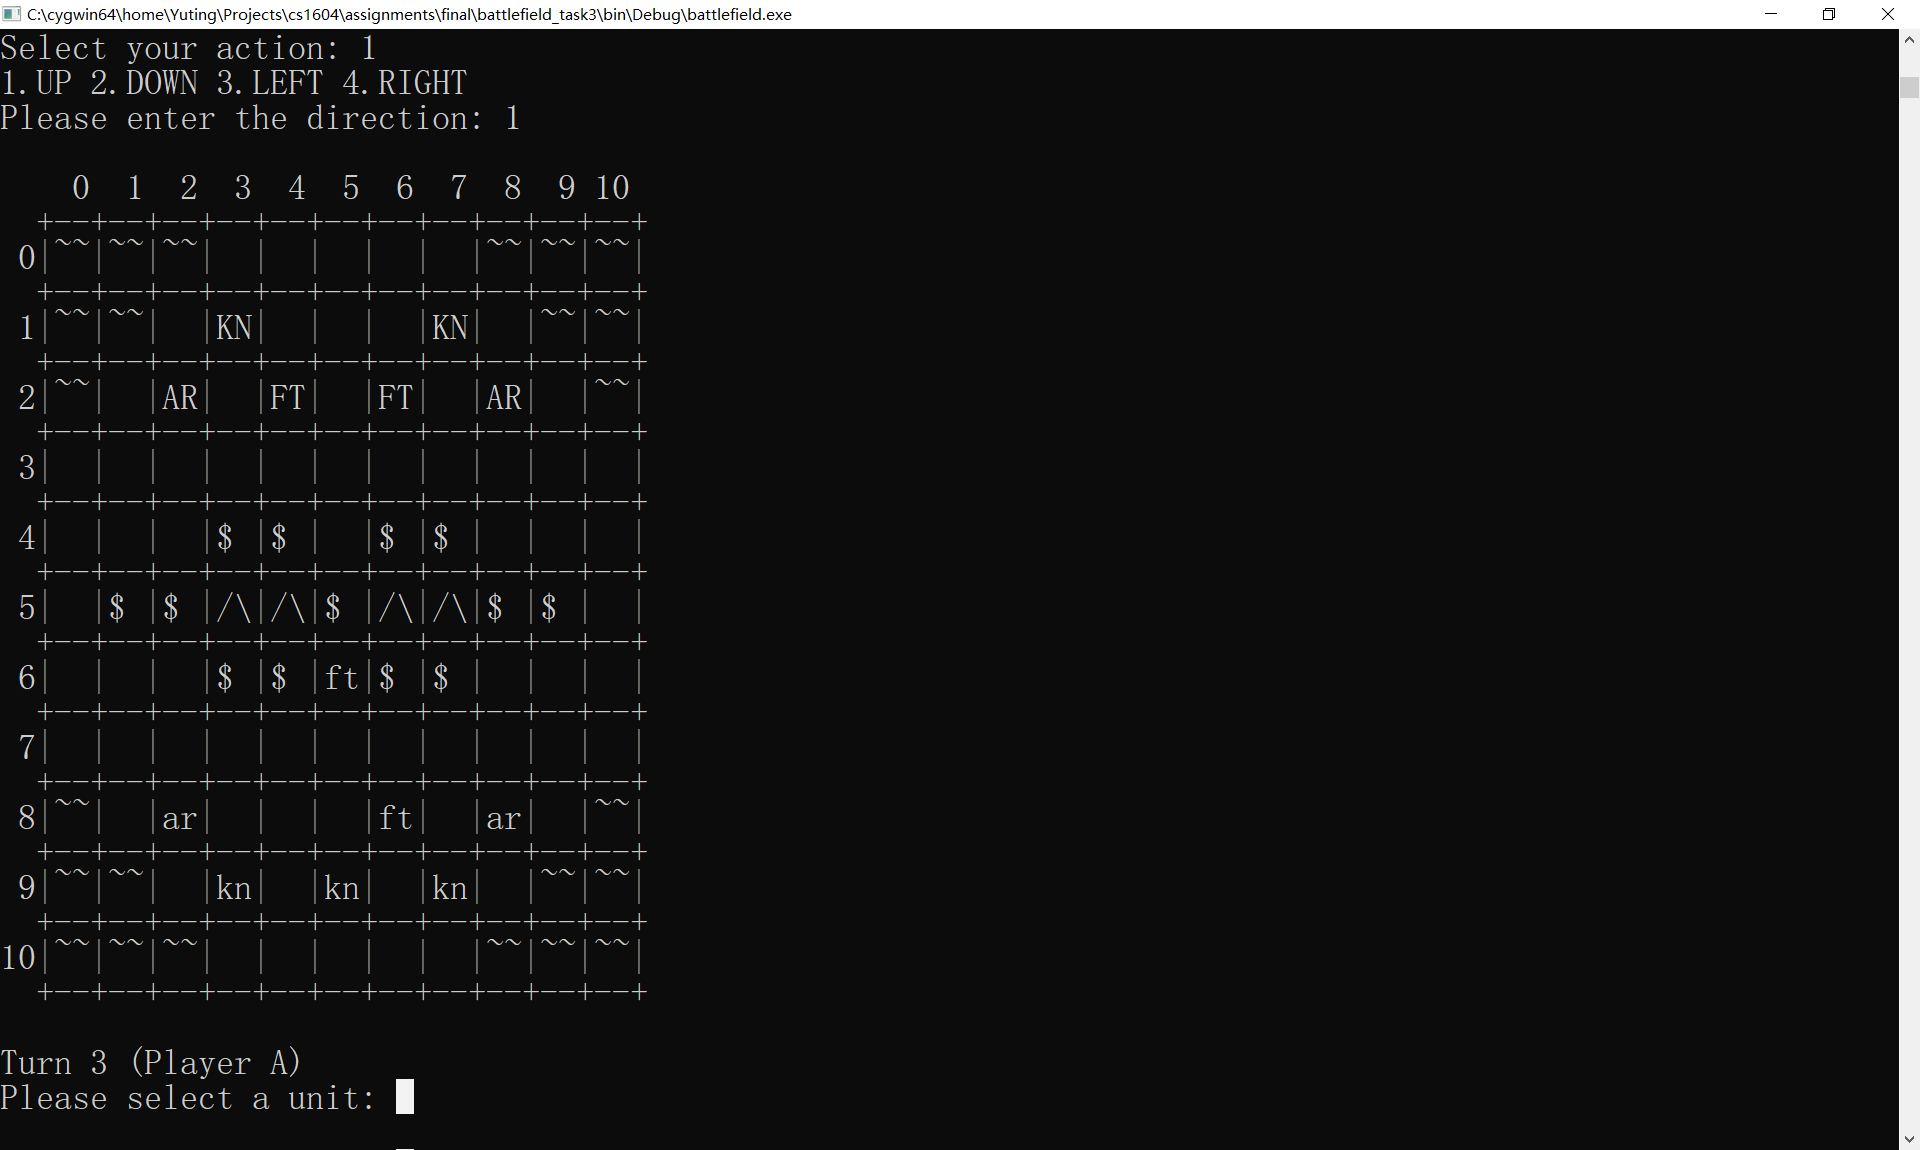 C:\cygwin64\home\Yuting\Projects\cs1604\assignments\final\battlefield_task3\bin\Debug\battlefield.exe
Select your action: 1
1.UP 2.DOWN 3.LEFT 4.RIGHT
Please enter the direction: 1
    0  1  2  3  4  5  6  7  8  9 10
  +--+--+--+--+--+--+--+--+--+--+--+
 0|~~|~~|~~|  |  |  |  |  |~~|~~|~~|
  +--+--+--+--+--+--+--+--+--+--+--+
 1|~~|~~|  |KN|  |  |  |KN|  |~~|~~|
  +--+--+--+--+--+--+--+--+--+--+--+
 2|~~|  |AR|  |FT|  |FT|  |AR|  |~~|
  +--+--+--+--+--+--+--+--+--+--+--+
 3|  |  |  |  |  |  |  |  |  |  |  |
  +--+--+--+--+--+--+--+--+--+--+--+
 4|  |  |  |$ |$ |  |$ |$ |  |  |  |
  +--+--+--+--+--+--+--+--+--+--+--+
 5|  |$ |$ |/\|/\|$ |/\|/\|$ |$ |  |
  +--+--+--+--+--+--+--+--+--+--+--+
 6|  |  |  |$ |$ |ft|$ |$ |  |  |  |
  +--+--+--+--+--+--+--+--+--+--+--+
 7|  |  |  |  |  |  |  |  |  |  |  |
  +--+--+--+--+--+--+--+--+--+--+--+
 8|~~|  |ar|  |  |  |ft|  |ar|  |~~|
  +--+--+--+--+--+--+--+--+--+--+--+
 9|~~|~~|  |kn|  |kn|  |kn|  |~~|~~|
  +--+--+--+--+--+--+--+--+--+--+--+
10|~~|~~|~~|  |  |  |  |  |~~|~~|~~|
  +--+--+--+--+--+--+--+--+--+--+--+
Turn 3 (Player A)
Please select a unit: